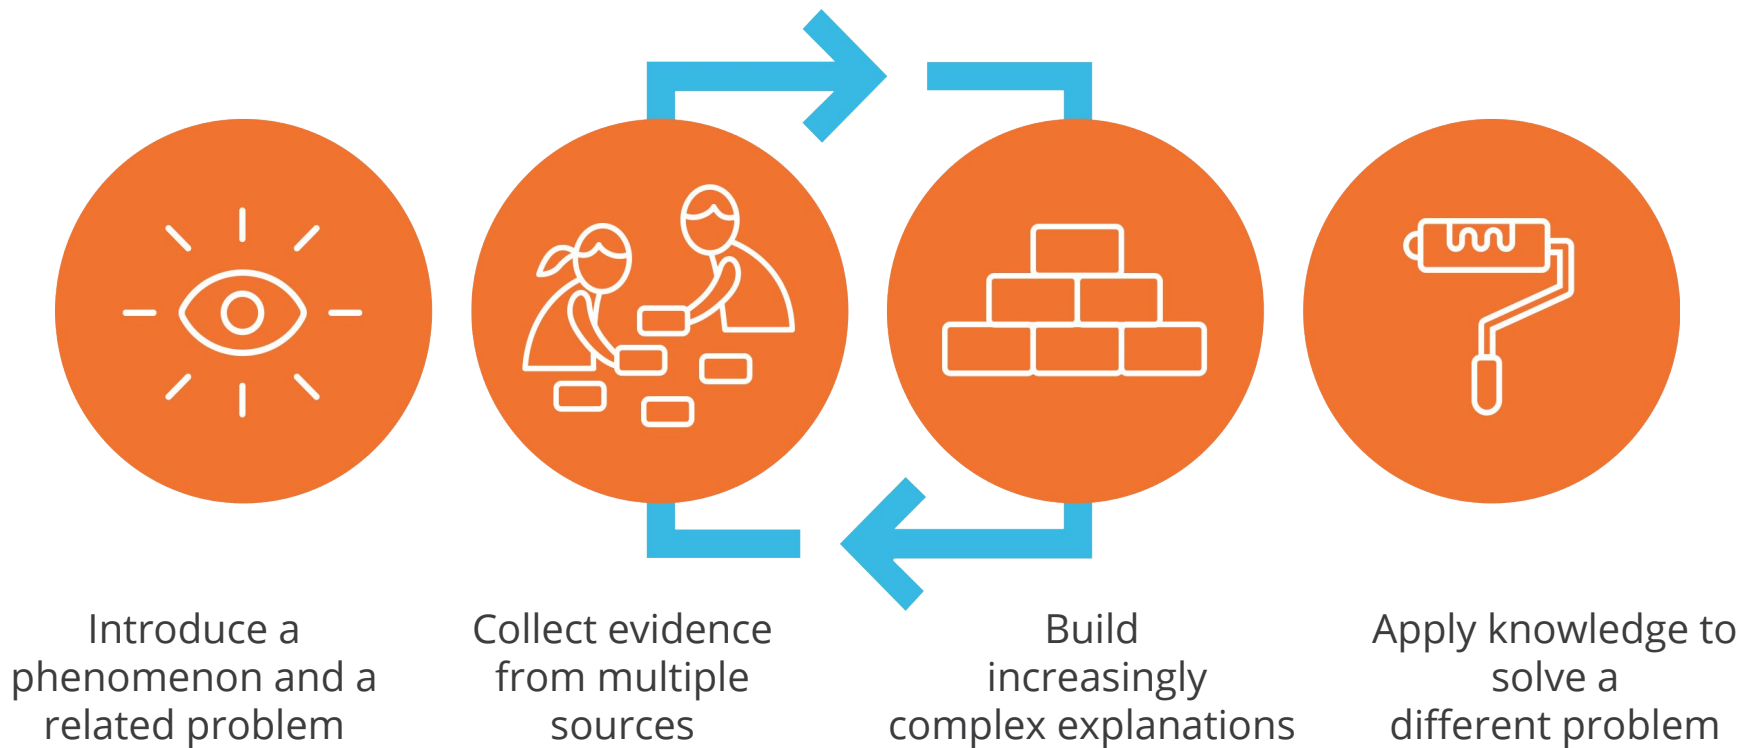 Introduce a
phenomenon and a
related problem
Collect evidence
from multiple
sources
Build
increasingly
complex explanations
Apply knowledge to
solve a
different problem